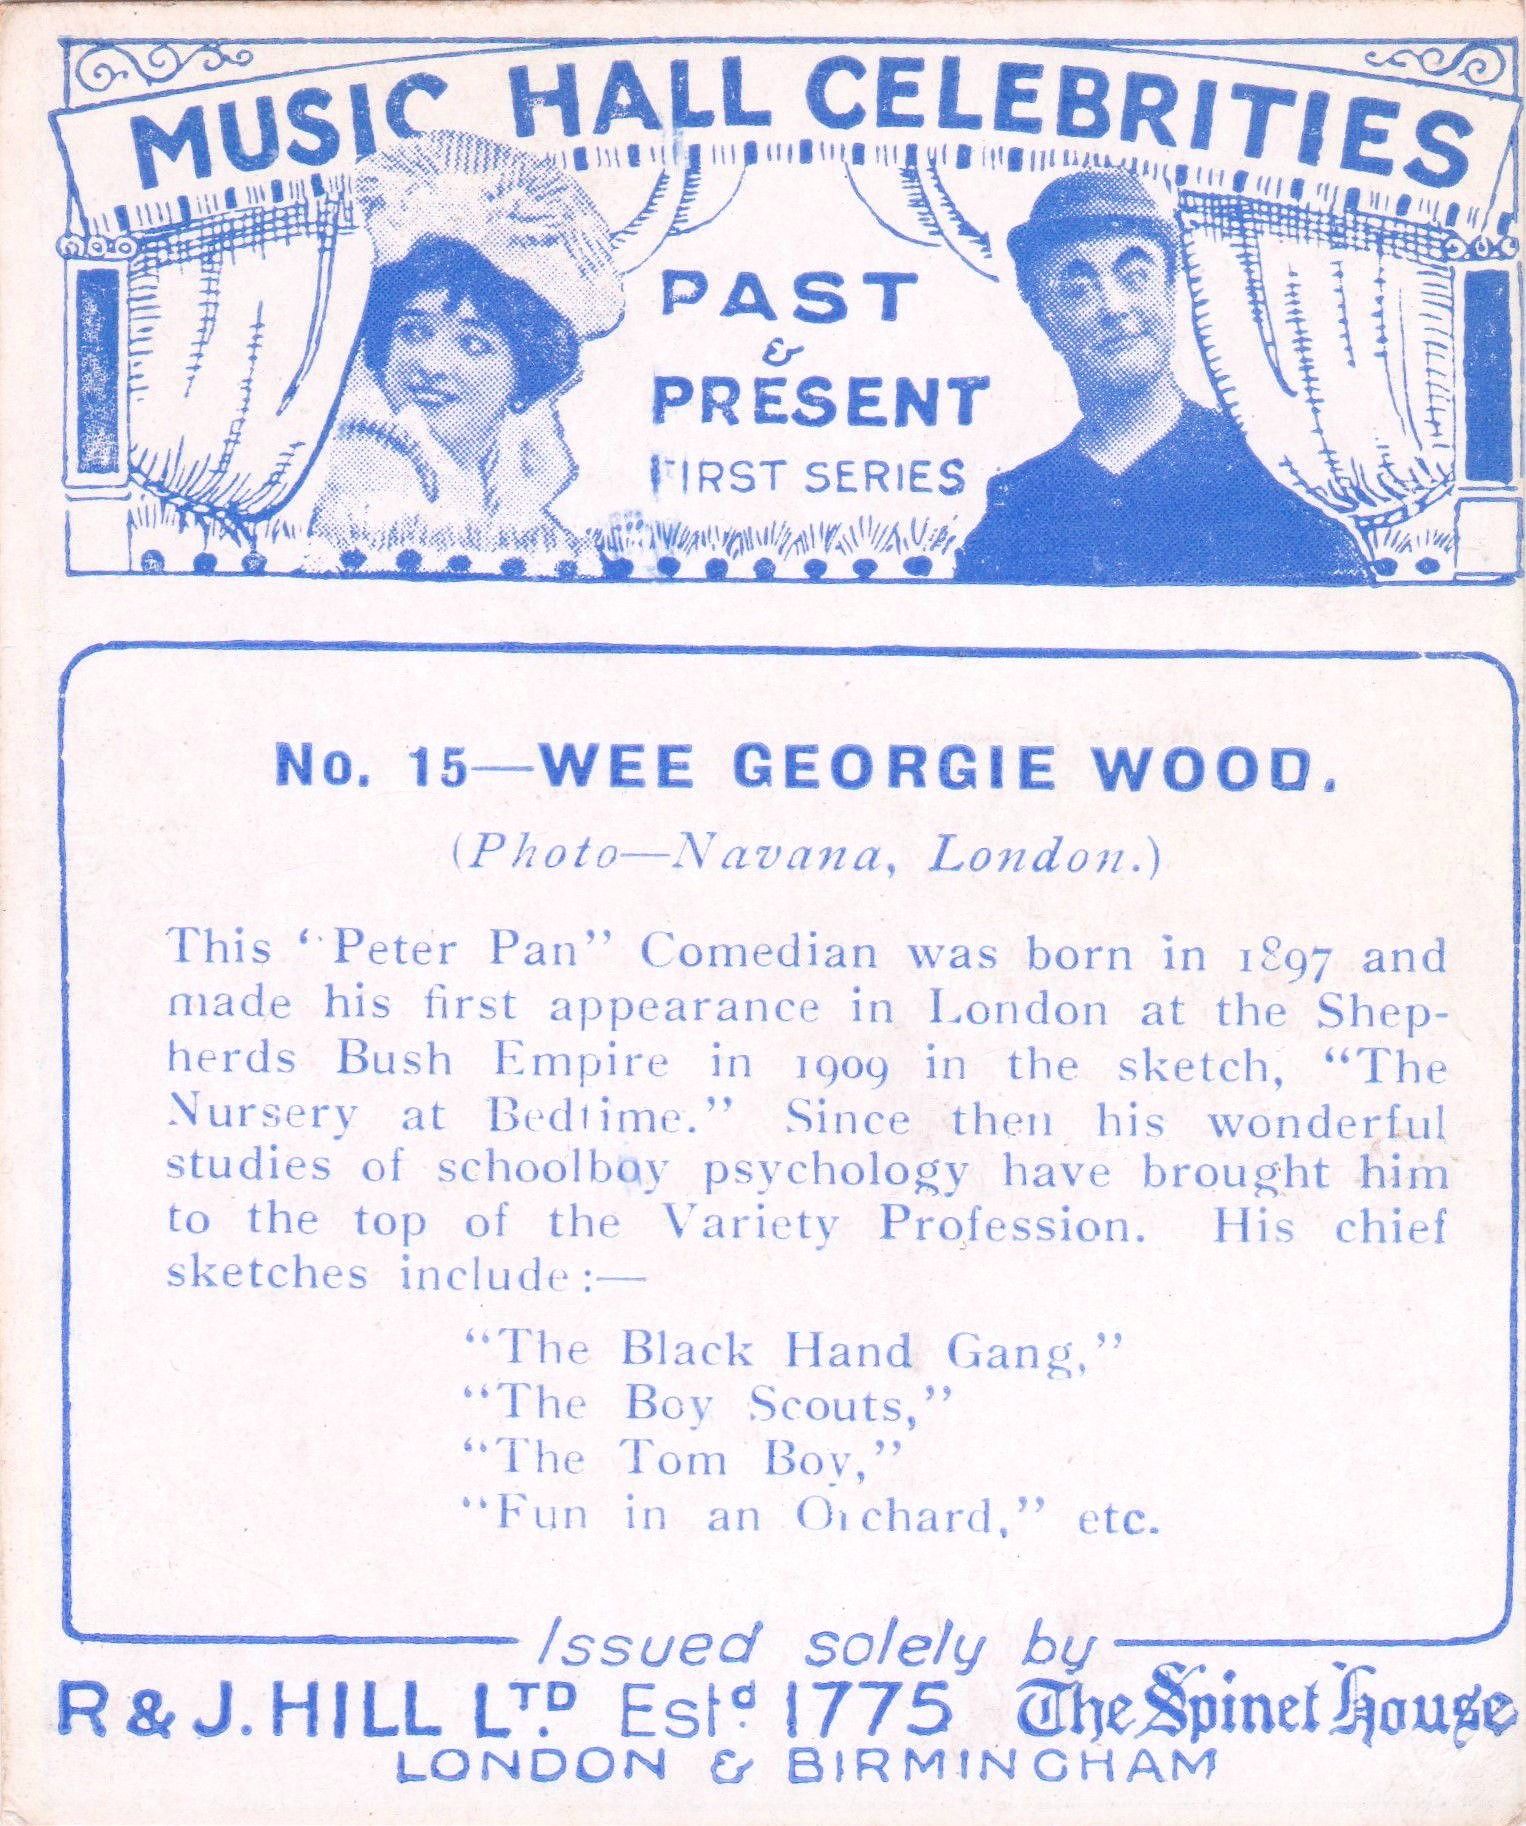 MUSIC HALL CELEBRITIES
PAST
&
PRESENT
FIRST SERIES
No. 15—WEE GEORGIE WOOD.
(Photo—Navana, London.)
This "Peter Pan" Comedian was born in 1897 and
made his first appearance in London at the Shep-
herds Bush Empire in 1909 in the sketch, "The
Nursery at Bedtime." Since then his wonderful
studies of schoolboy psychology have brought him
to the top of the Variety Profession. His chief
sketches include:—
"The Black Hand Gang,"
"The Boy Scouts,"
"The Tom Boy,"
"Fun in an Orchard," etc.
Issued solely by
R & J. HILL LTD. Estd. 1775 The Spinet House
LONDON & BIRMINGHAM